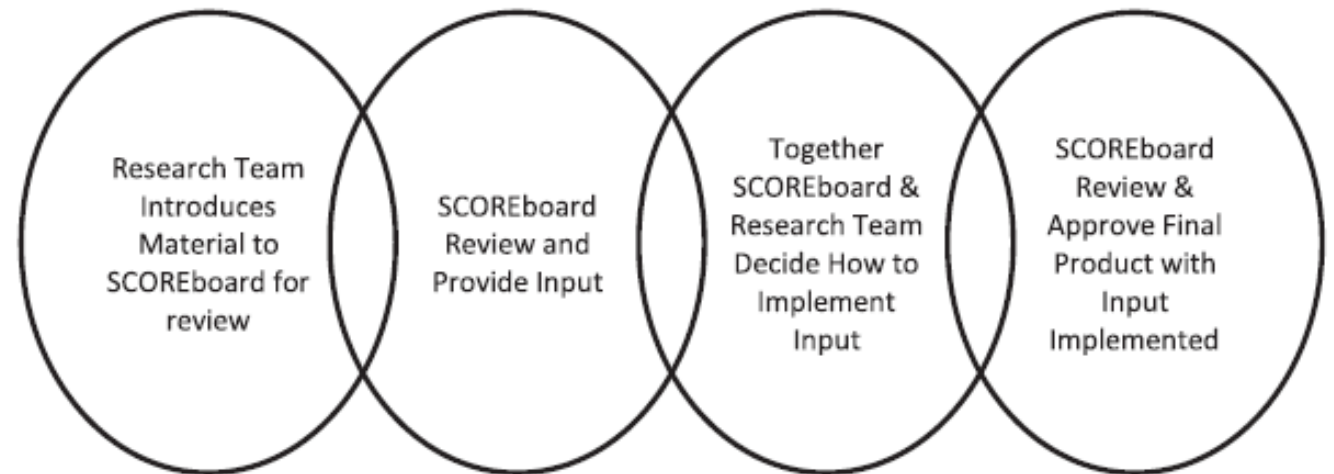 Research Team
Introduces
Material to
SCOREboard for
review
SCOREboard
Review and
Provide Input
Together
SCOREboard &
Research Team
Decide How to
Implement
Input
SCOREboard
Review &
Approve Final
Product with
Input
Implemented